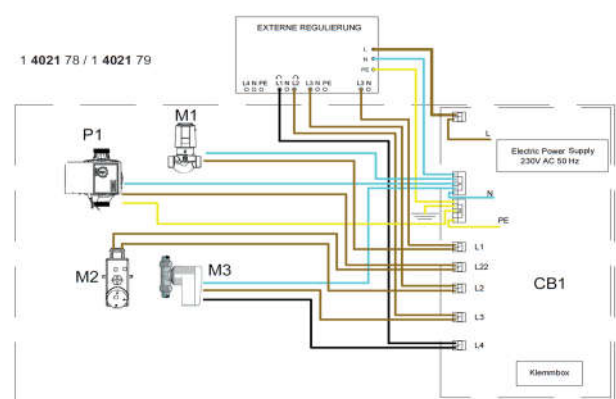 EXTERNE REGULIERUNG
1 4021 78 / 1 4021 79
L
N
PE
L4 N PE L1 N L2 L3 N PE L3 N
M1
P1
L
Electric Power Supply
230V AC 50 Hz
N
PE
L1
M2
M3
L22
L2
CB1
L3
L4
Klemmbox